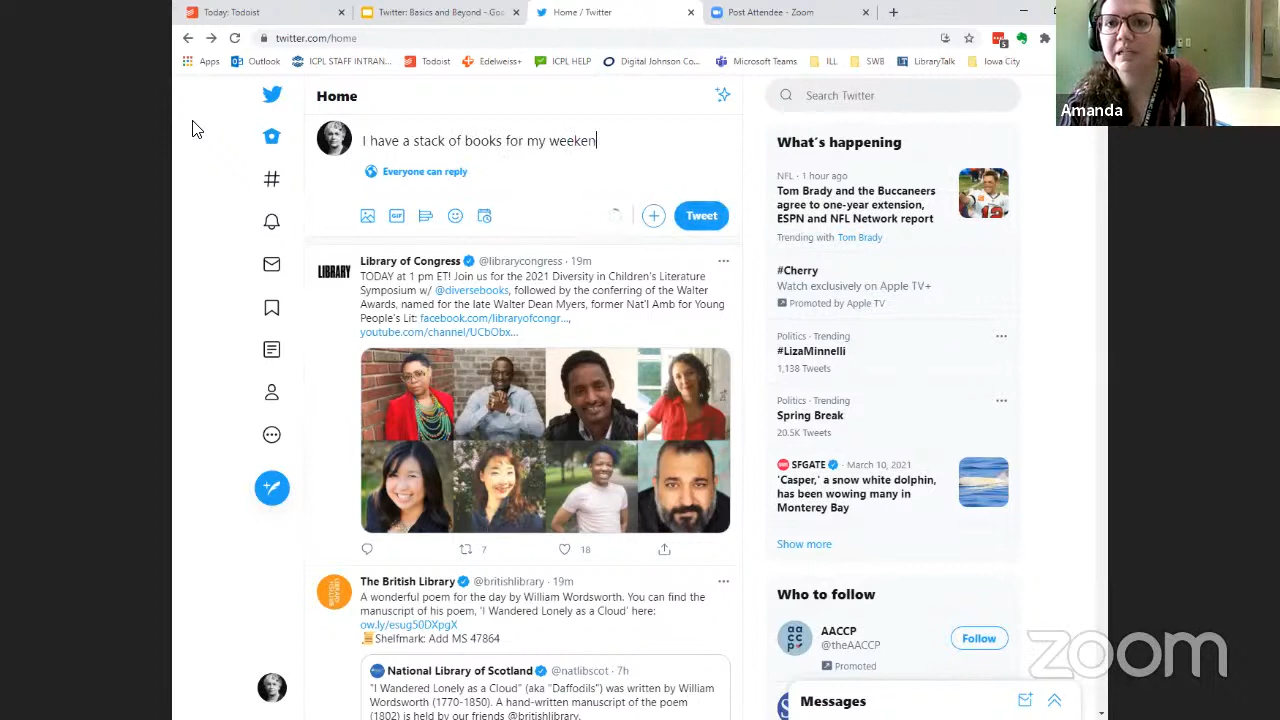 Today: Todoist
Twitter: Basics and Beyond - Goo
Home / Twitter
Post Attendee - Zoom
twitter.com/home
5
Apps
Outlook
ICPL STAFF INTRAN...
Todoist
Edelweiss+
ICPL HELP
Digital Johnson Co...
Microsoft Teams
ILL
SWB
LibraryTalk
Iowa City
Amanda
Home
Search Twitter
I have a stack of books for my weeken
Everyone can reply
GIF
Tweet
LIBRARY
Library of Congress @librarycongress · 19m
TODAY at 1 pm ET! Join us for the 2021 Diversity in Children's Literature
Symposium w/ @diversebooks, followed by the conferring of the Walter
Awards, named for the late Walter Dean Myers, former Nat'l Amb for Young
People's Lit: facebook.com/libraryofcongr...,
youtube.com/channel/UCbObx...
7
18
The British Library @britishlibrary · 19m
A wonderful poem for the day by William Wordsworth. You can find the
manuscript of his poem, 'I Wandered Lonely as a Cloud' here:
ow.ly/esug50DXpgX
Shelfmark: Add MS 47864
National Library of Scotland @natlibscot · 7h
"I Wandered Lonely as a Cloud" (aka "Daffodils") was written by William
Wordsworth (1770-1850). A hand-written manuscript of the poem
(1802) is held by our friends @britishlibrary.
What's happening
NFL · 1 hour ago
Tom Brady and the Buccaneers
agree to one-year extension,
ESPN and NFL Network report
Trending with Tom Brady
#Cherry
Watch exclusively on Apple TV+
Promoted by Apple TV
Politics · Trending
#LizaMinnelli
1,138 Tweets
Politics · Trending
Spring Break
20.5K Tweets
SFGATE · March 10, 2021
'Casper,' a snow white dolphin,
has been wowing many in
Monterey Bay
Show more
Who to follow
aaccp
AACCP
@theAACCP
Promoted
Follow
Messages
zoom